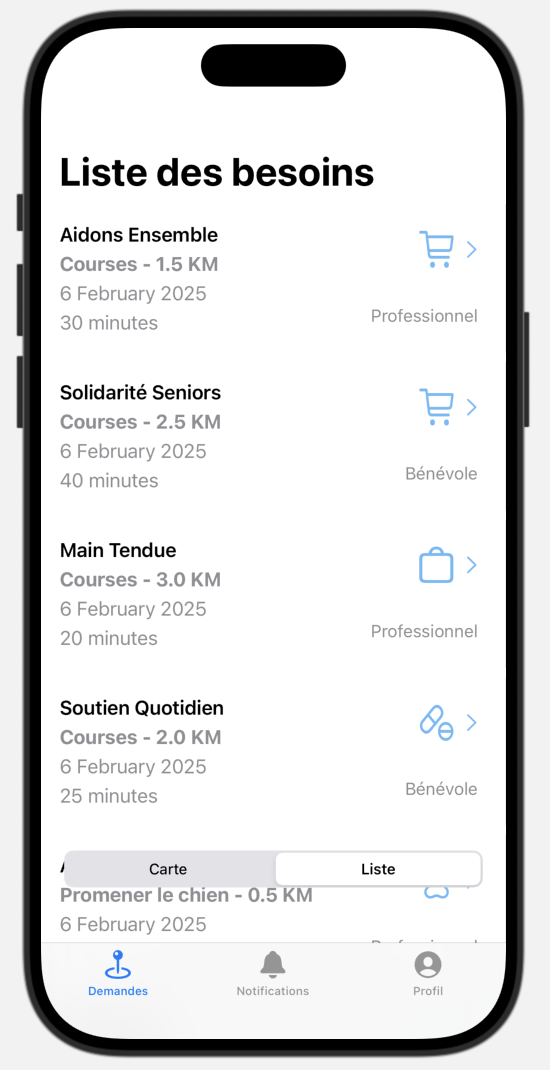 Liste des besoins
Aidons Ensemble
Courses - 1.5 KM
6 February 2025
30 minutes
Professionnel
Solidarité Seniors
Courses - 2.5 KM
6 February 2025
40 minutes
Bénévole
Main Tendue
Courses - 3.0 KM
6 February 2025
20 minutes
Professionnel
Soutien Quotidien
Courses - 2.0 KM
6 February 2025
25 minutes
Bénévole
Carte
Liste
Promener le chien - 0.5 KM
6 February 2025
Demandes
Notifications
Profil